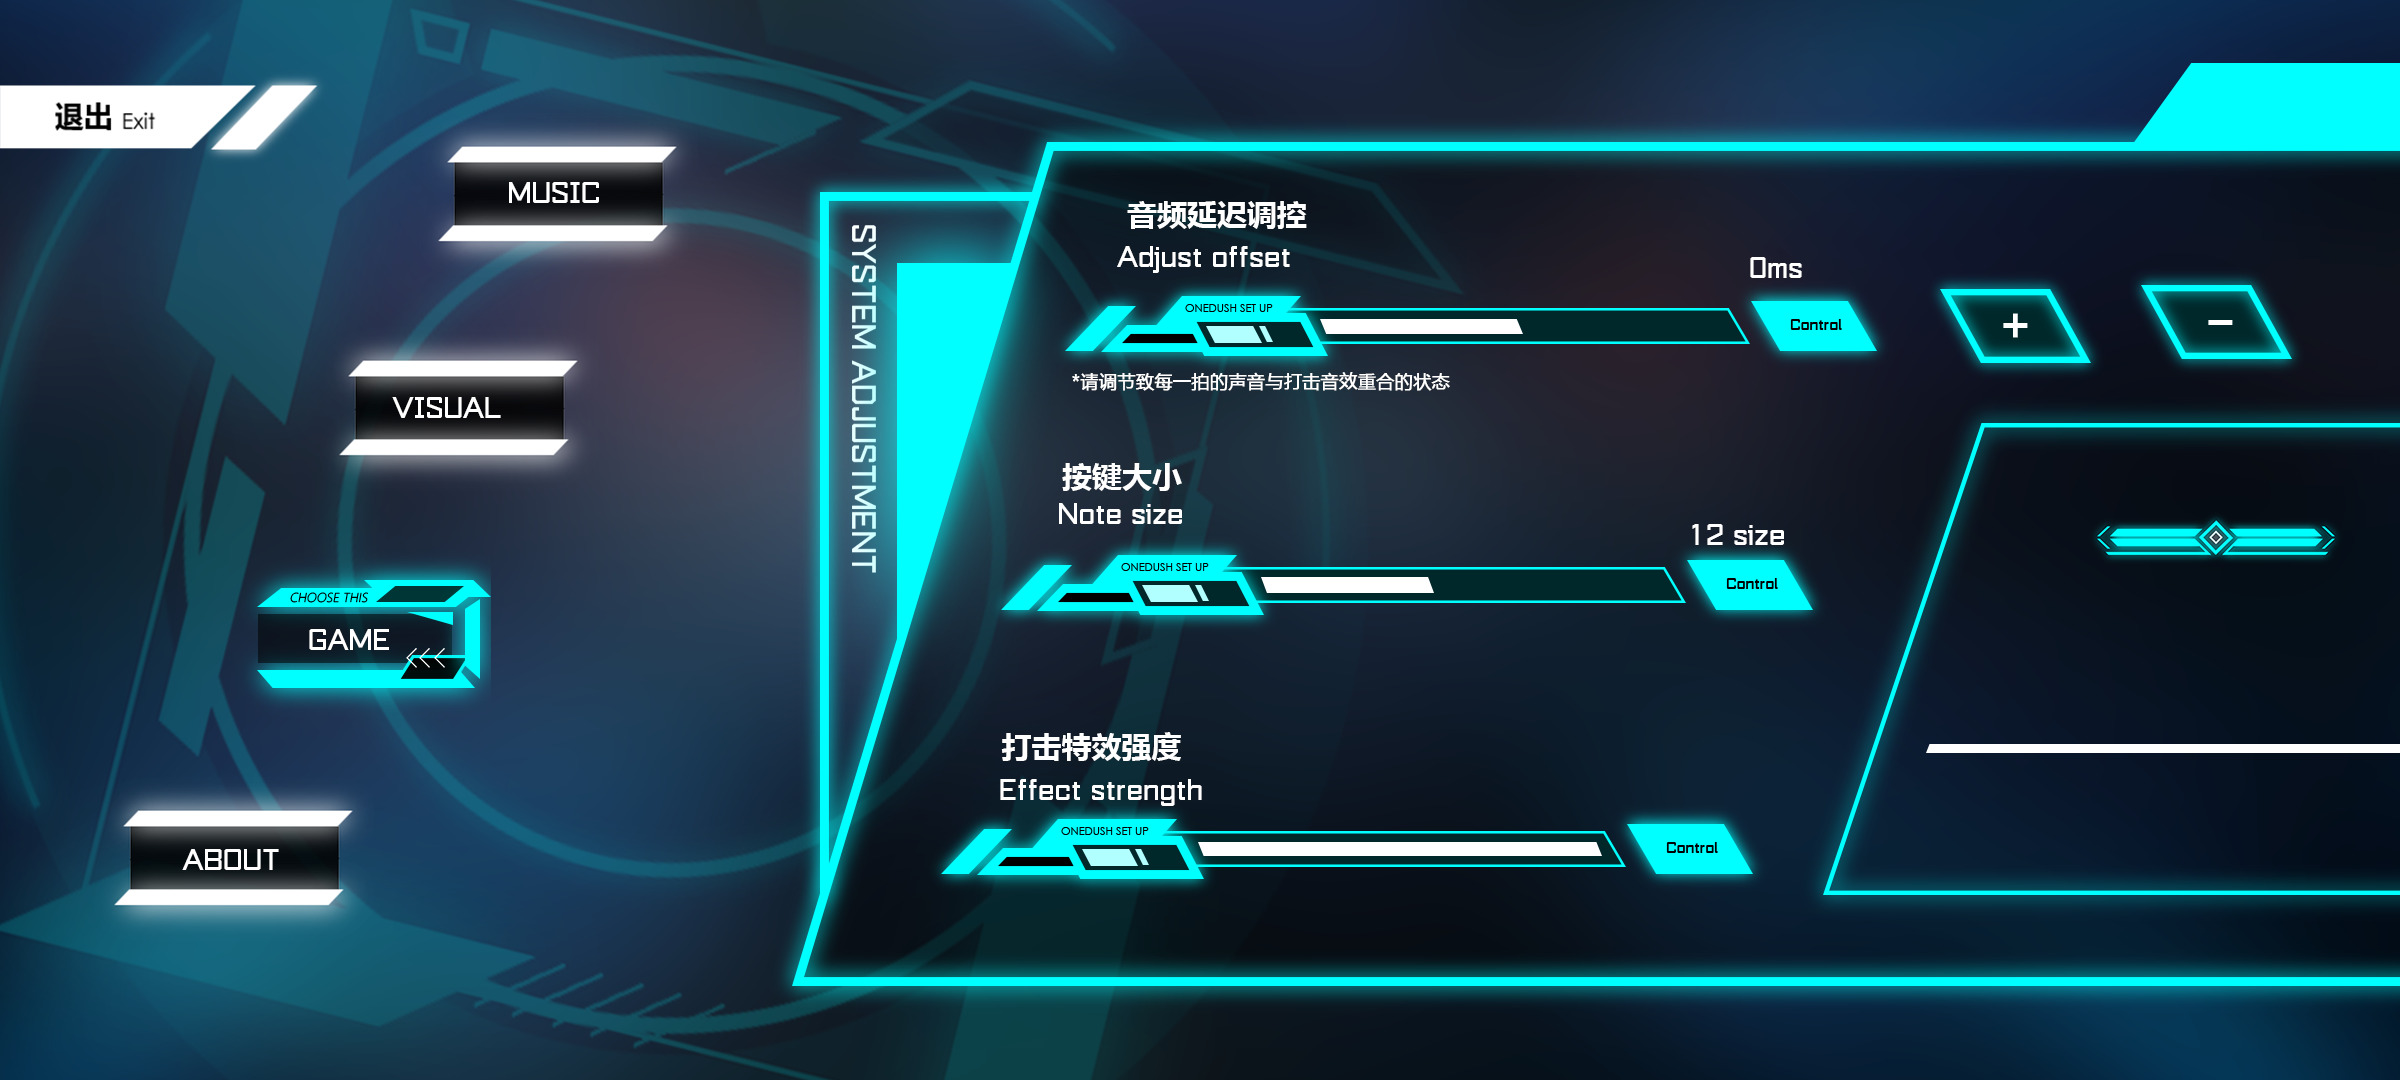 退出 Exit
MUSIC
VISUAL
CHOOSE THIS
GAME
ABOUT
SYSTEM ADJUSTMENT
音频延迟调控
Adjust offset
0ms
ONEDUSH SET UP
Control
+
−
*请调节致每一拍的声音与打击音效重合的状态
按键大小
Note size
12 size
ONEDUSH SET UP
Control
打击特效强度
Effect strength
ONEDUSH SET UP
Control